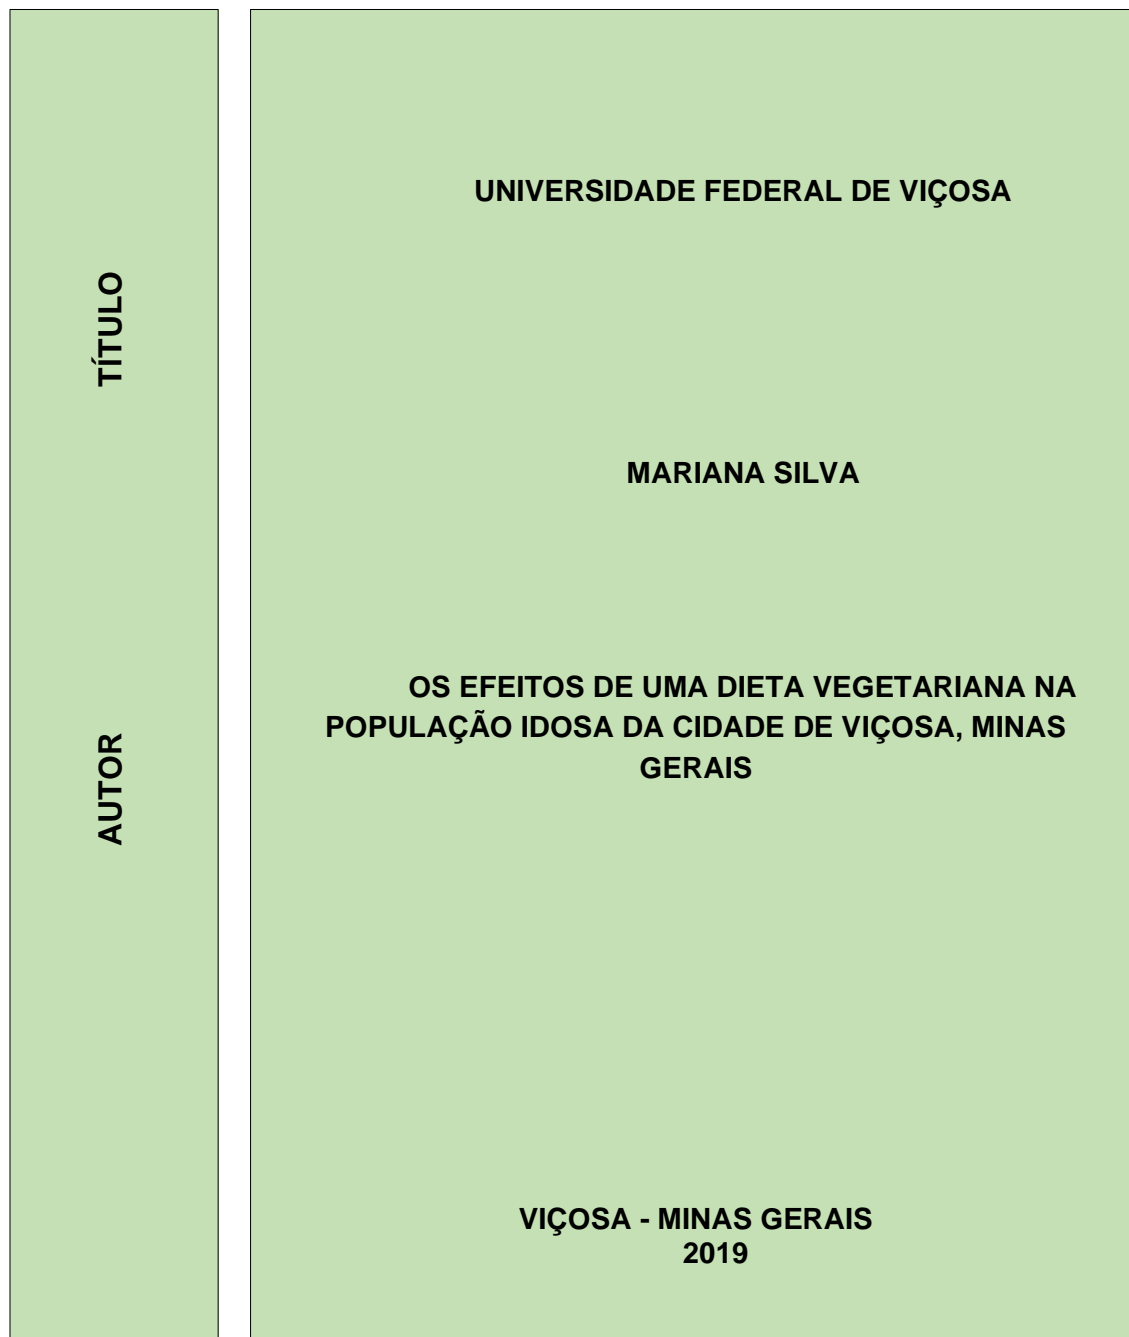 TÍTULO
AUTOR
UNIVERSIDADE FEDERAL DE VIÇOSA
MARIANA SILVA
OS EFEITOS DE UMA DIETA VEGETARIANA NA
POPULAÇÃO IDOSA DA CIDADE DE VIÇOSA, MINAS
GERAIS
VIÇOSA - MINAS GERAIS
2019